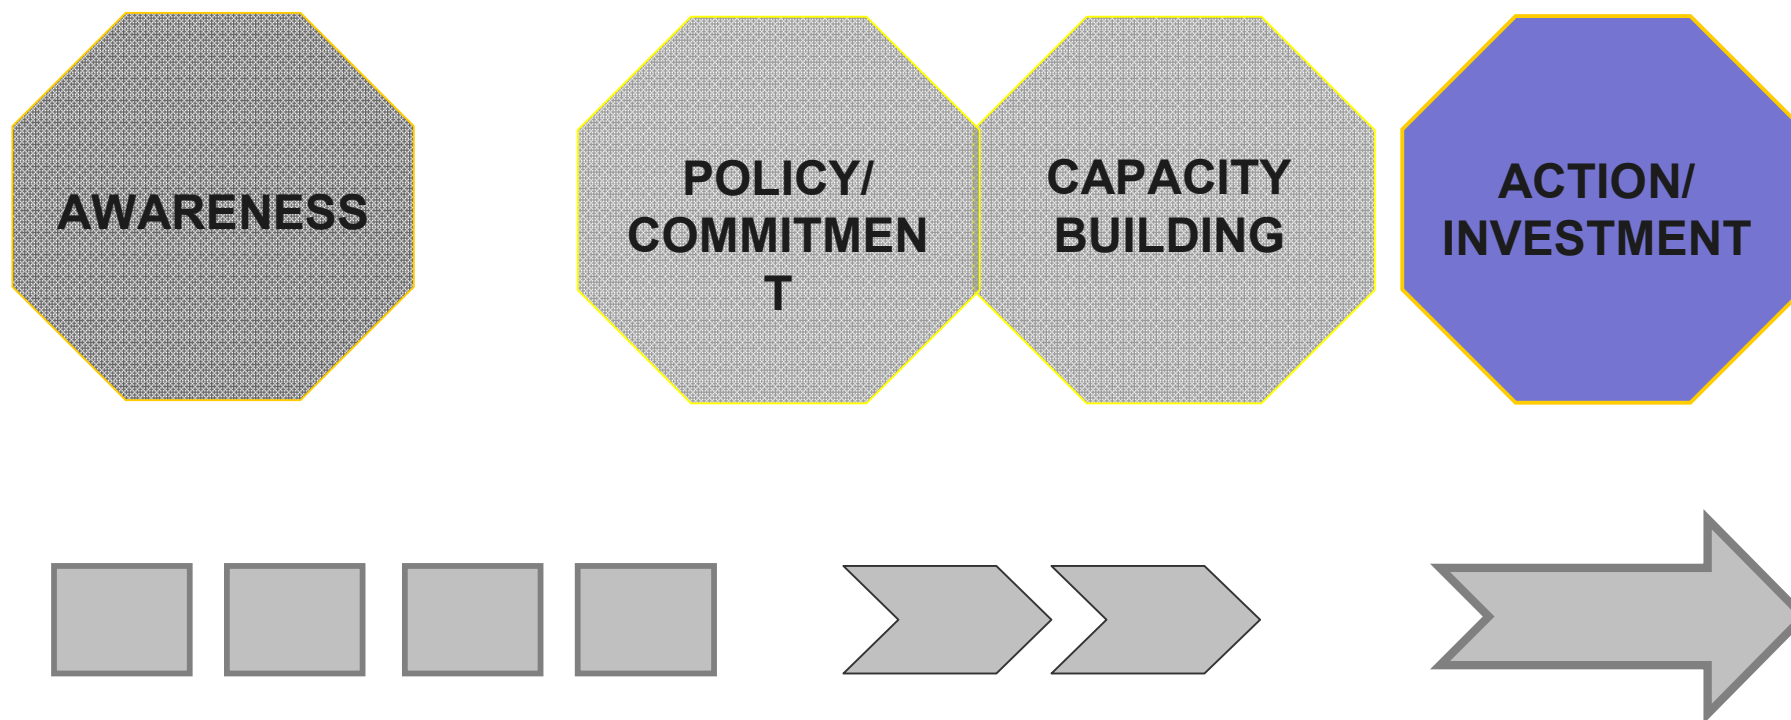 AWARENESS
POLICY/
COMMITMEN
T
CAPACITY
BUILDING
ACTION/
INVESTMENT